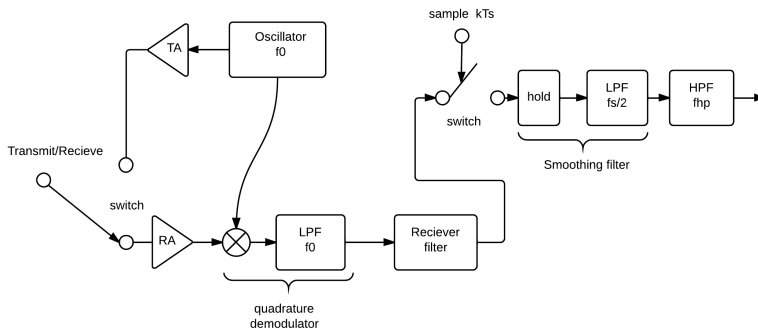 sample kTs
Oscillator
f0
TA
hold
LPF
fs/2
HPF
fhp
switch
Transmit/Recieve
Smoothing filter
switch
RA
LPF
f0
Reciever
filter
quadrature
demodulator